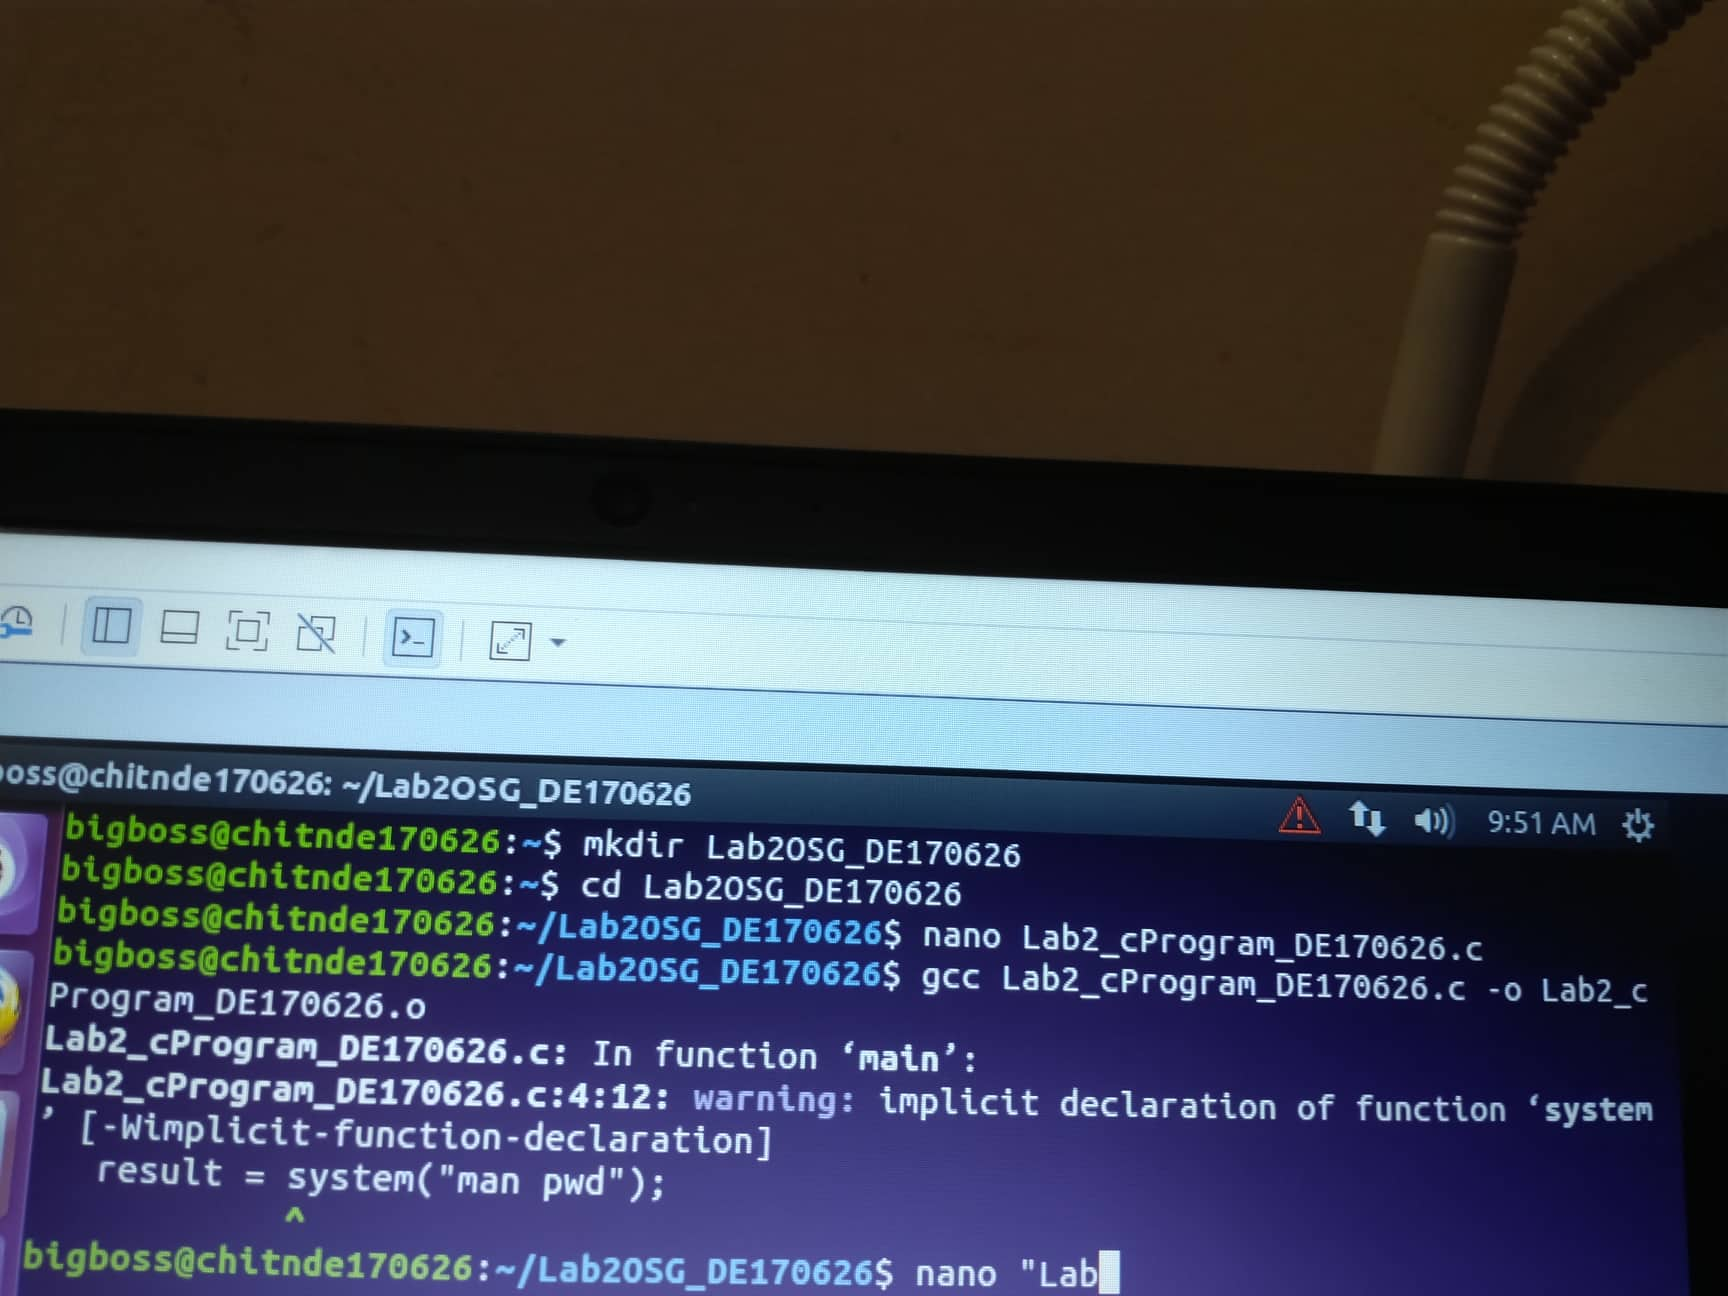 oss@chitnde170626: ~/Lab2OSG_DE170626
9:51 AM
bigboss@chitnde170626:~$ mkdir Lab2OSG_DE170626
bigboss@chitnde170626:~$ cd Lab2OSG_DE170626
bigboss@chitnde170626:~/Lab2OSG_DE170626$ nano Lab2_cProgram_DE170626.c
bigboss@chitnde170626:~/Lab2OSG_DE170626$ gcc Lab2_cProgram_DE170626.c -o Lab2_c
Program_DE170626.o
Lab2_cProgram_DE170626.c: In function ‘main’:
Lab2_cProgram_DE170626.c:4:12: warning: implicit declaration of function ‘system
’ [-Wimplicit-function-declaration]
result = system("man pwd");
^
bigboss@chitnde170626:~/Lab2OSG_DE170626$ nano "Lab